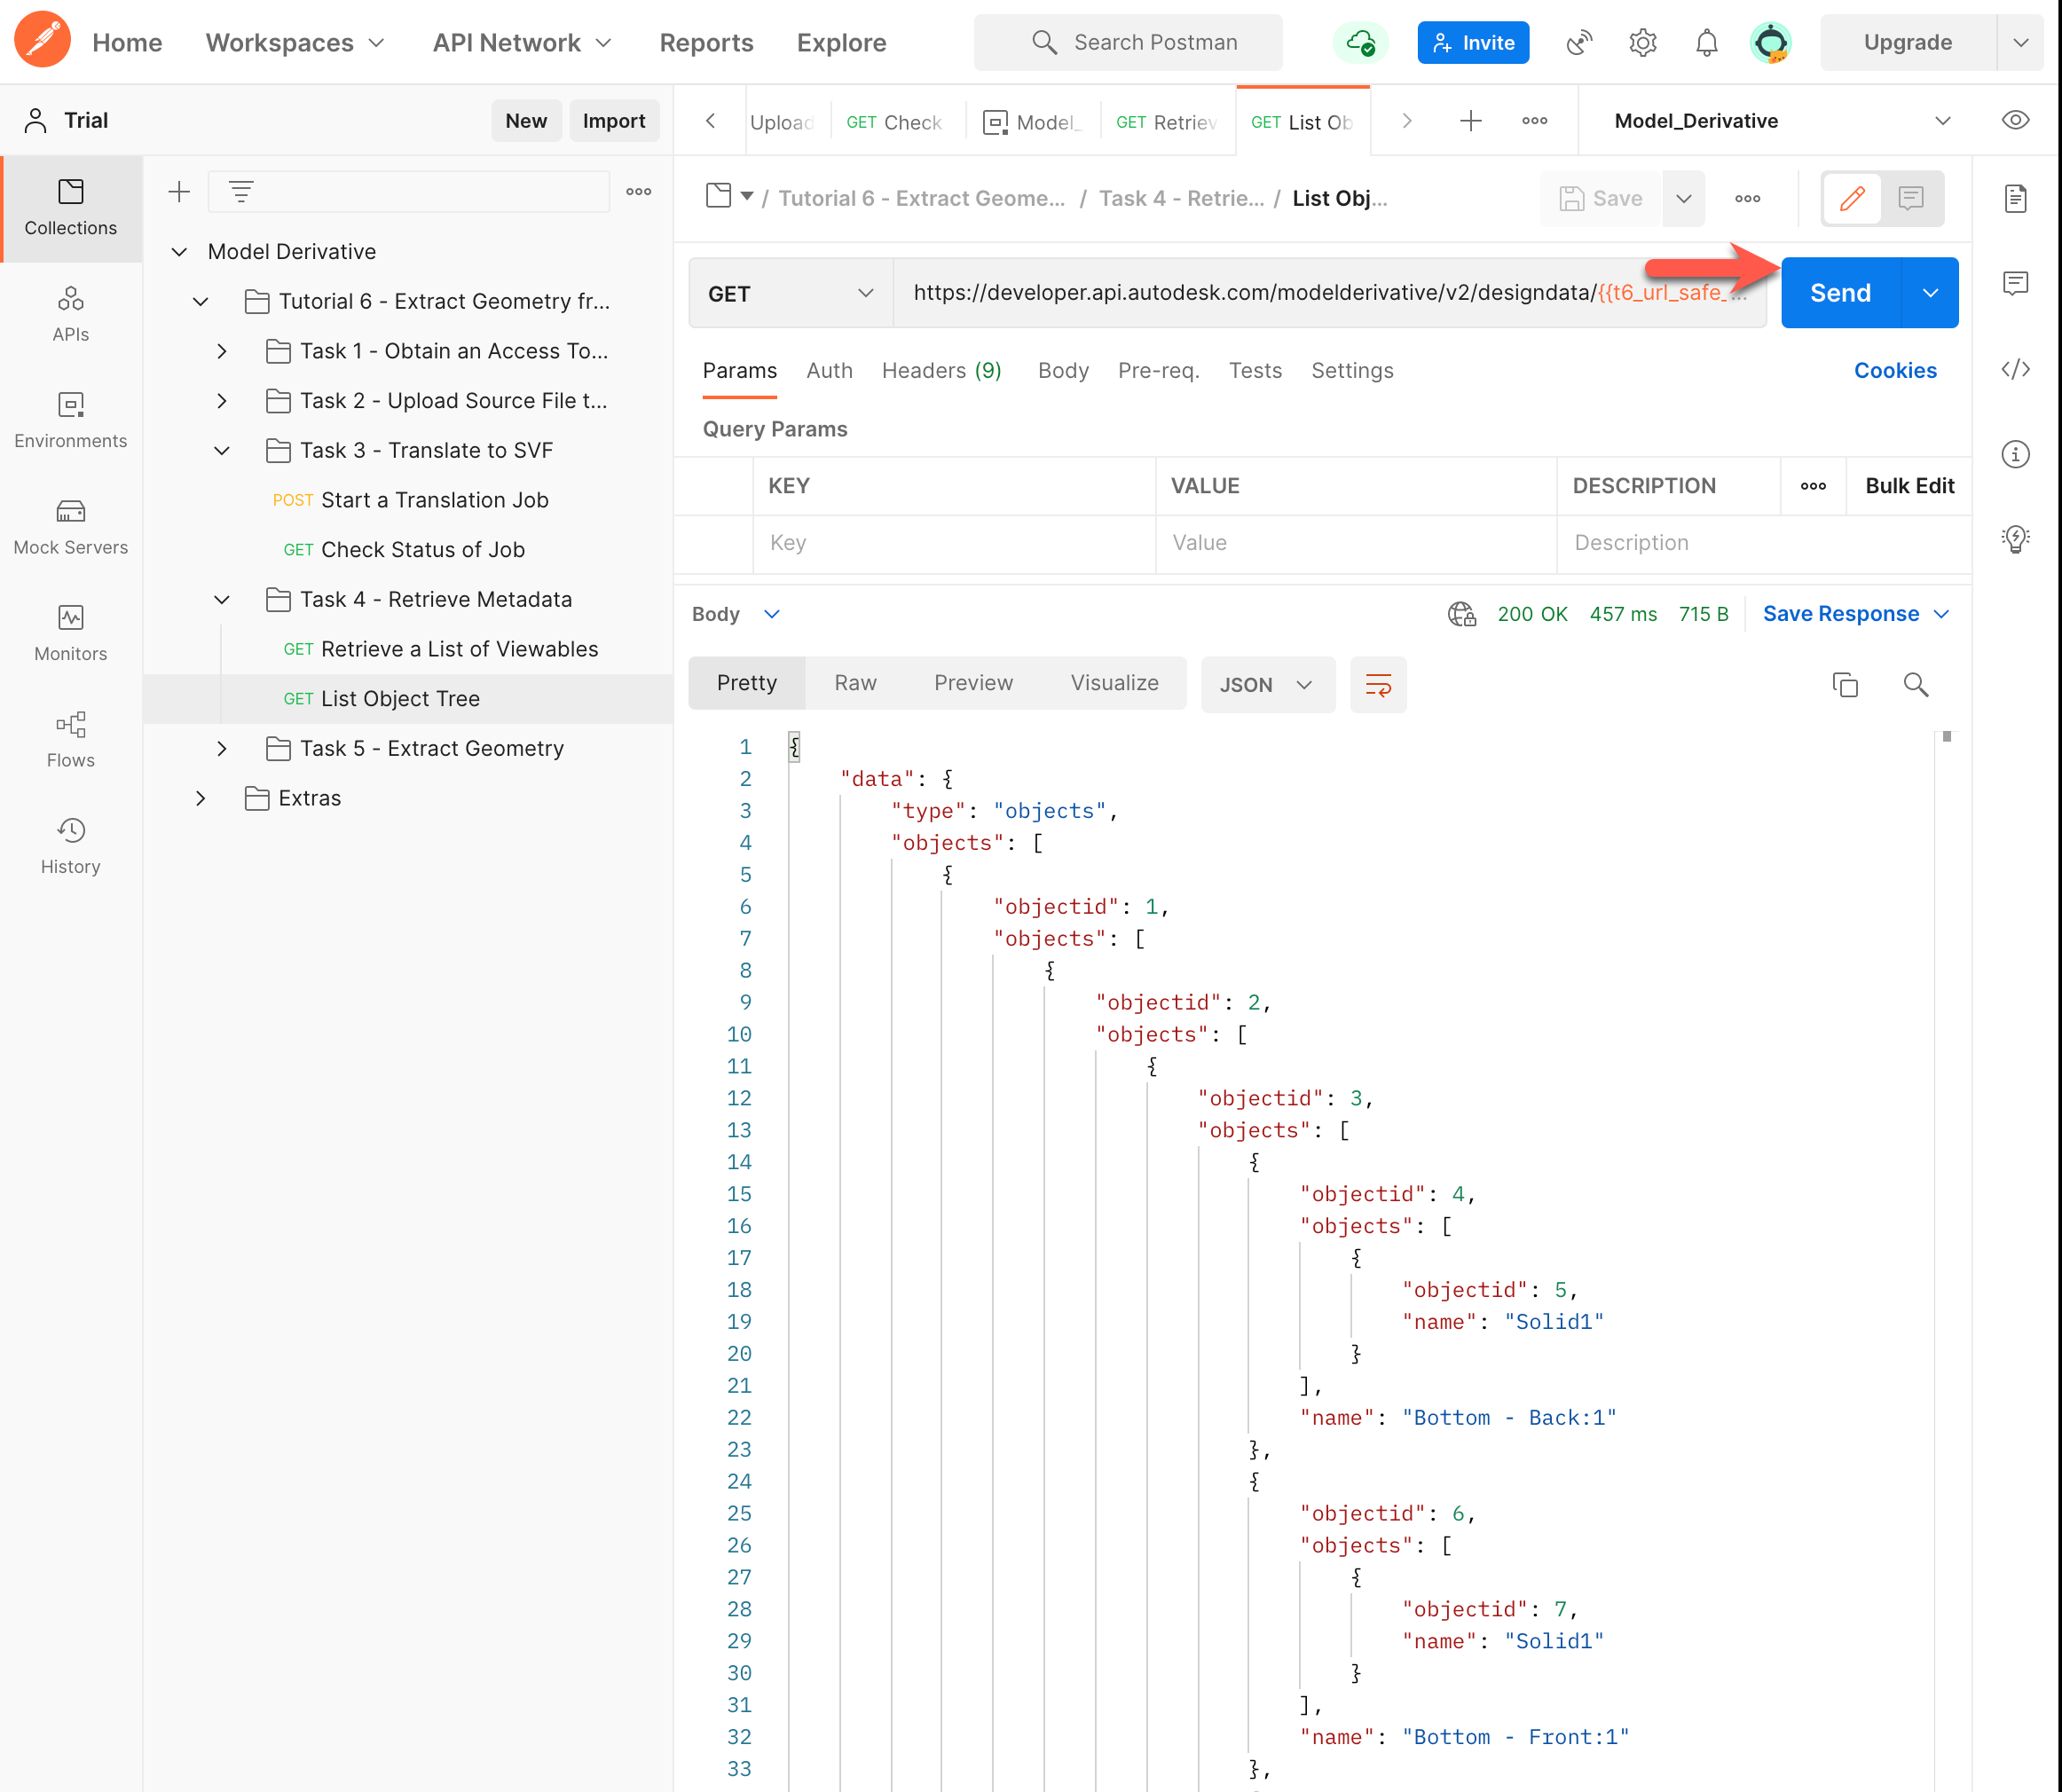 Home Workspaces API Network Reports Explore Search Postman Invite Upgrade
Trial New Import
Upload GET Check Model_ GET Retriev GET List Ob ooo Model_Derivative
Collections
APIs
Environments
Mock Servers
Monitors
Flows
History
Model Derivative
Tutorial 6 - Extract Geometry fr...
Task 1 - Obtain an Access To...
Task 2 - Upload Source File t...
Task 3 - Translate to SVF
POST Start a Translation Job
GET Check Status of Job
Task 4 - Retrieve Metadata
GET Retrieve a List of Viewables
GET List Object Tree
Task 5 - Extract Geometry
Extras
/ Tutorial 6 - Extract Geome... / Task 4 - Retrie... / List Obj... Save
GET https://developer.api.autodesk.com/modelderivative/v2/designdata/{{t6_url_safe_... Send
Params Auth Headers (9) Body Pre-req. Tests Settings Cookies
Query Params
KEY VALUE DESCRIPTION Bulk Edit
Key Value Description
Body 200 OK 457 ms 715 B Save Response
Pretty Raw Preview Visualize JSON
1 {
2 "data": {
3 "type": "objects",
4 "objects": [
5 {
6 "objectid": 1,
7 "objects": [
8 {
9 "objectid": 2,
10 "objects": [
11 {
12 "objectid": 3,
13 "objects": [
14 {
15 "objectid": 4,
16 "objects": [
17 {
18 "objectid": 5,
19 "name": "Solid1"
20 }
21 ],
22 "name": "Bottom - Back:1"
23 },
24 {
25 "objectid": 6,
26 "objects": [
27 {
28 "objectid": 7,
29 "name": "Solid1"
30 }
31 ],
32 "name": "Bottom - Front:1"
33 },